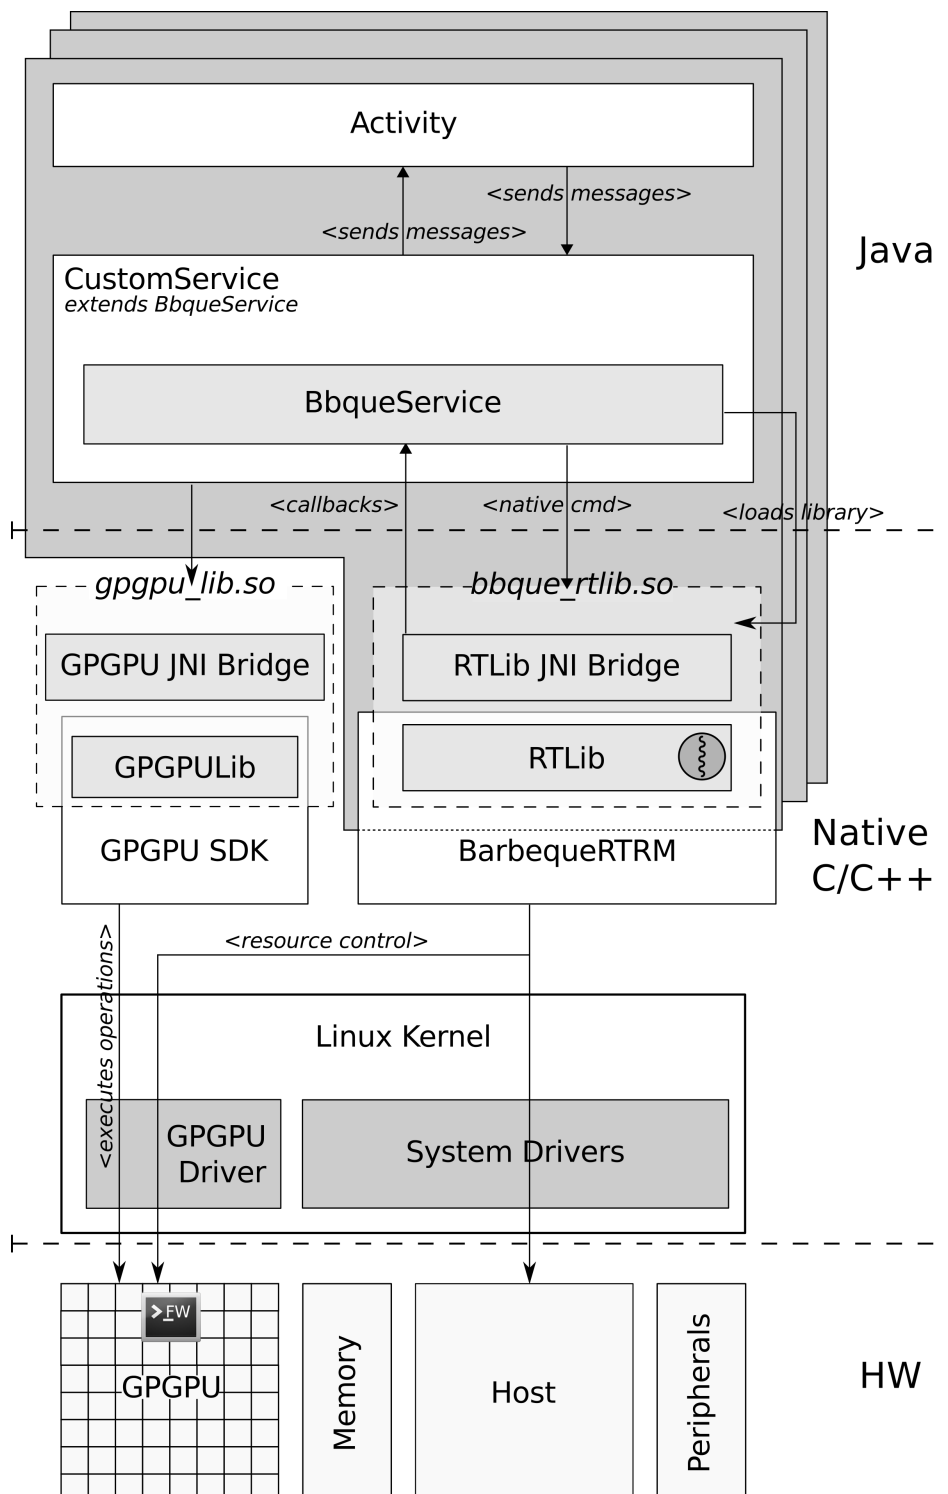 Activity
<sends messages>
<sends messages>
Java
CustomService
extends BbqueService
BbqueService
<callbacks>
<native cmd>
<loads library>
gpgpu_lib.so
bbque_rtlib.so
GPGPU JNI Bridge
RTLib JNI Bridge
GPGPULib
RTLib
GPGPU SDK
BarbequeRTRM
Native
C/C++
<resource control>
<executes operations>
Linux Kernel
GPGPU
Driver
System Drivers
>_FW
GPGPU
Memory
Host
Peripherals
HW